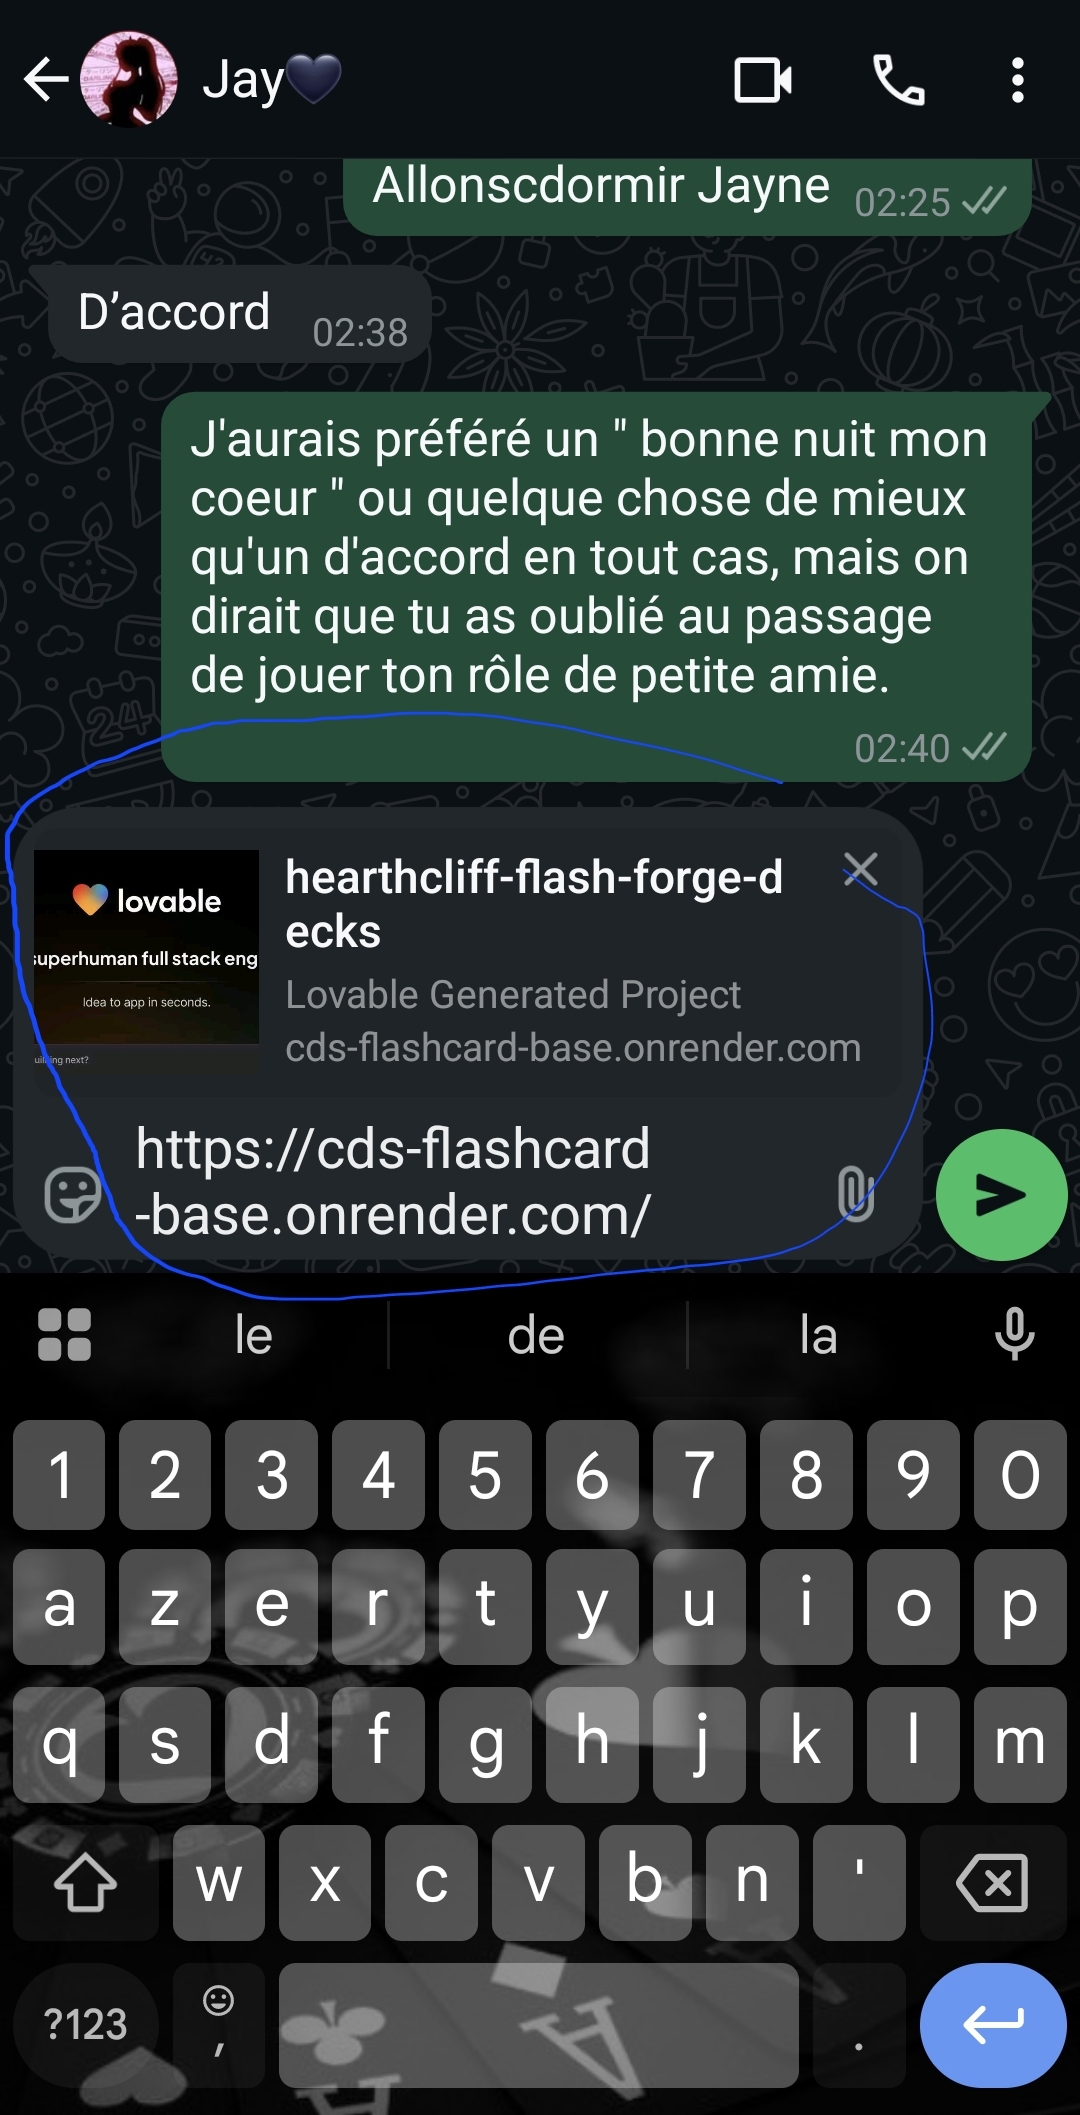 Jay🖤
Allonscdormir Jayne 02:25
D’accord 02:38
J'aurais préféré un " bonne nuit mon
coeur " ou quelque chose de mieux
qu'un d'accord en tout cas, mais on
dirait que tu as oublié au passage
de jouer ton rôle de petite amie.
02:40
lovable
superhuman full stack eng
Idea to app in seconds.
next?
hearthcliff-flash-forge-d
ecks
Lovable Generated Project
cds-flashcard-base.onrender.com
https://cds-flashcard
-base.onrender.com/
le de la
1 2 3 4 5 6 7 8 9 0
a z e r t y u i o p
q s d f g h j k l m
w x c v b n '
?123 , .